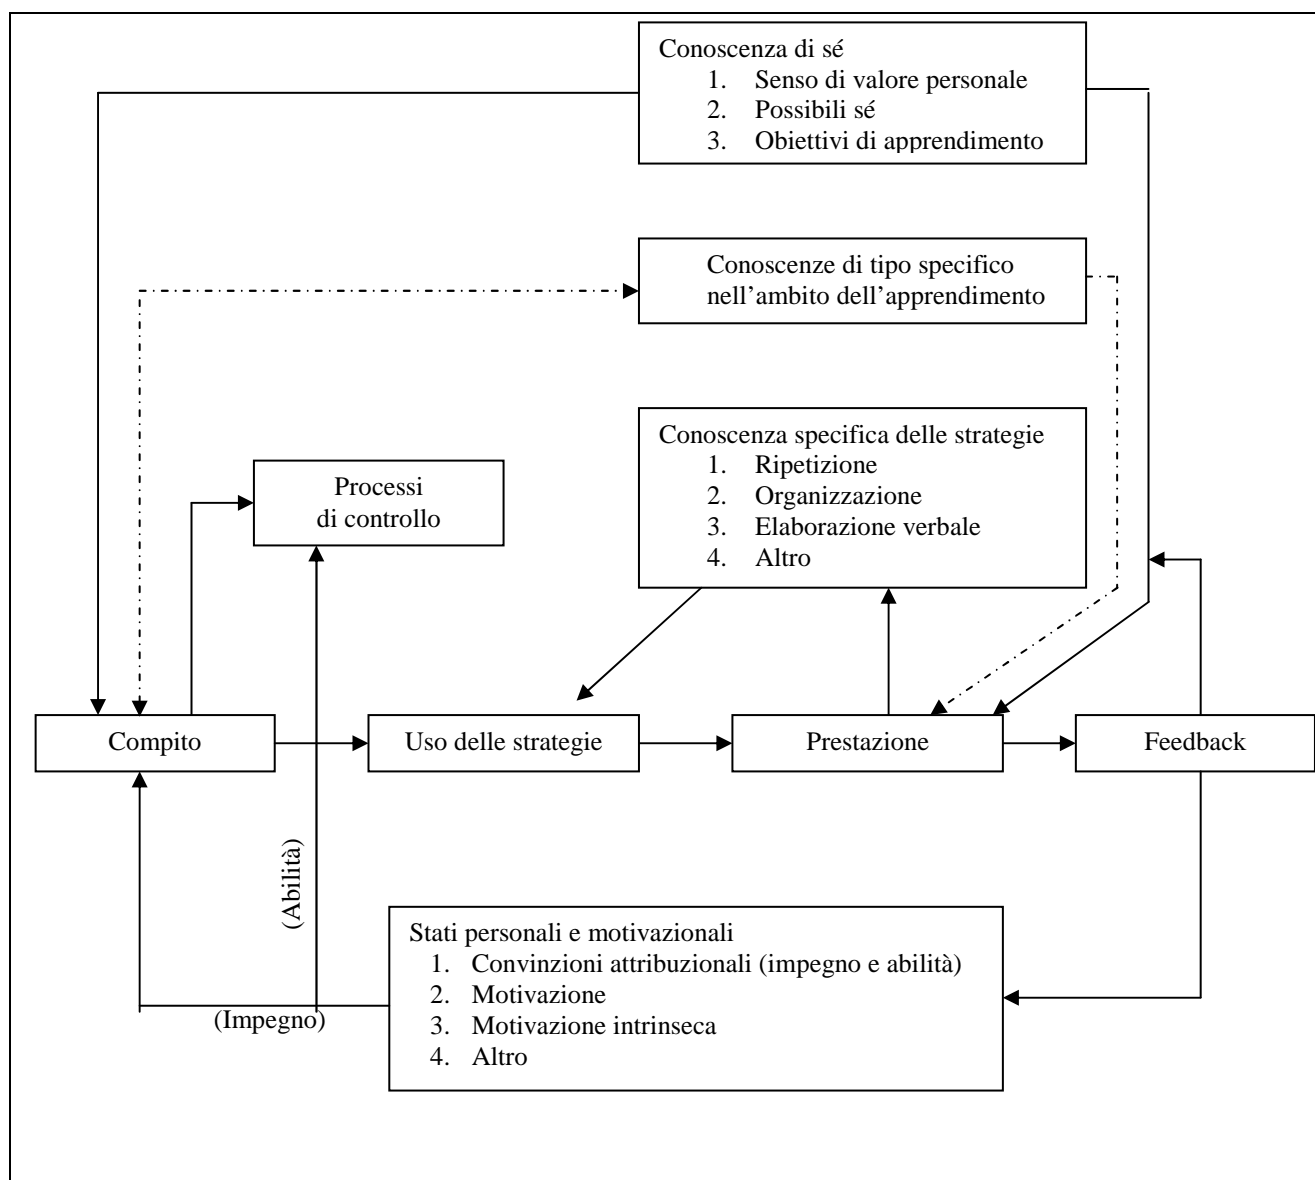 Conoscenza di sé
1. Senso di valore personale
2. Possibili sé
3. Obiettivi di apprendimento
Conoscenze di tipo specifico
nell’ambito dell’apprendimento
Conoscenza specifica delle strategie
1. Ripetizione
2. Organizzazione
3. Elaborazione verbale
4. Altro
Processi
di controllo
Compito
Uso delle strategie
Prestazione
Feedback
(Abilità)
(Impegno)
Stati personali e motivazionali
1. Convinzioni attribuzionali (impegno e abilità)
2. Motivazione
3. Motivazione intrinseca
4. Altro